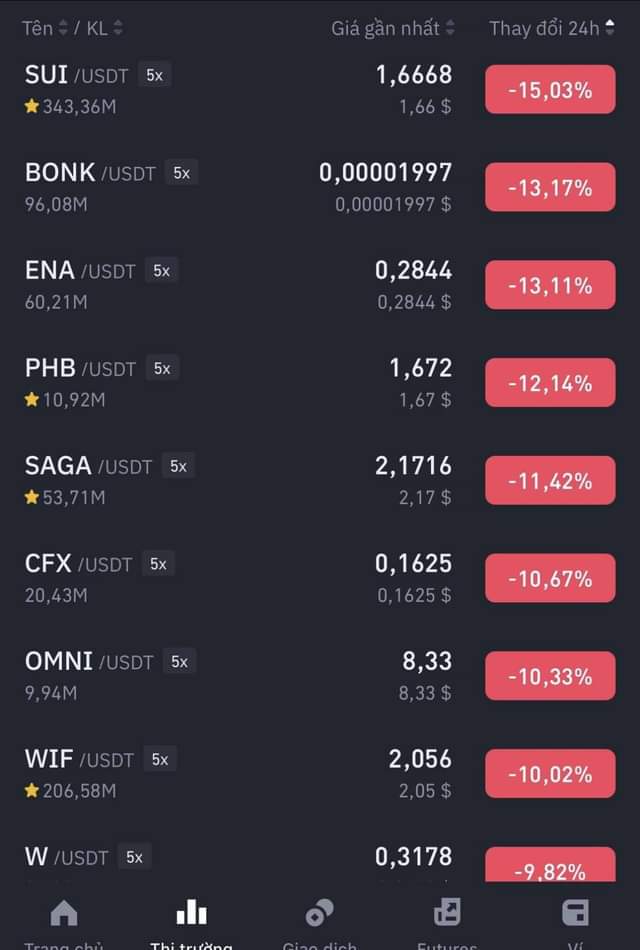 Tên / KL Giá gần nhất Thay đổi 24h
SUI /USDT 5x 1,6668 -15,03%
343,36M 1,66 $
BONK /USDT 5x 0,00001997 -13,17%
96,08M 0,00001997 $
ENA /USDT 5x 0,2844 -13,11%
60,21M 0,2844 $
PHB /USDT 5x 1,672 -12,14%
10,92M 1,67 $
SAGA /USDT 5x 2,1716 -11,42%
53,71M 2,17 $
CFX /USDT 5x 0,1625 -10,67%
20,43M 0,1625 $
OMNI /USDT 5x 8,33 -10,33%
9,94M 8,33 $
WIF /USDT 5x 2,056 -10,02%
206,58M 2,05 $
W /USDT 5x 0,3178 -9,82%
Trang chủ Thị trường Giao dịch Futures Ví